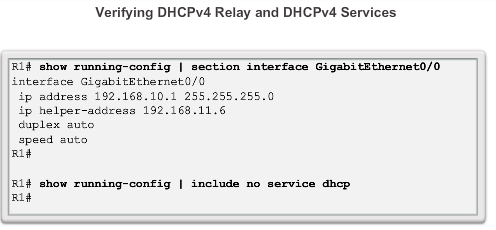 Verifying DHCPv4 Relay and DHCPv4 Services
R1# show running-config | section interface GigabitEthernet0/0
interface GigabitEthernet0/0
ip address 192.168.10.1 255.255.255.0
ip helper-address 192.168.11.6
duplex auto
speed auto
R1#
R1# show running-config | include no service dhcp
R1#